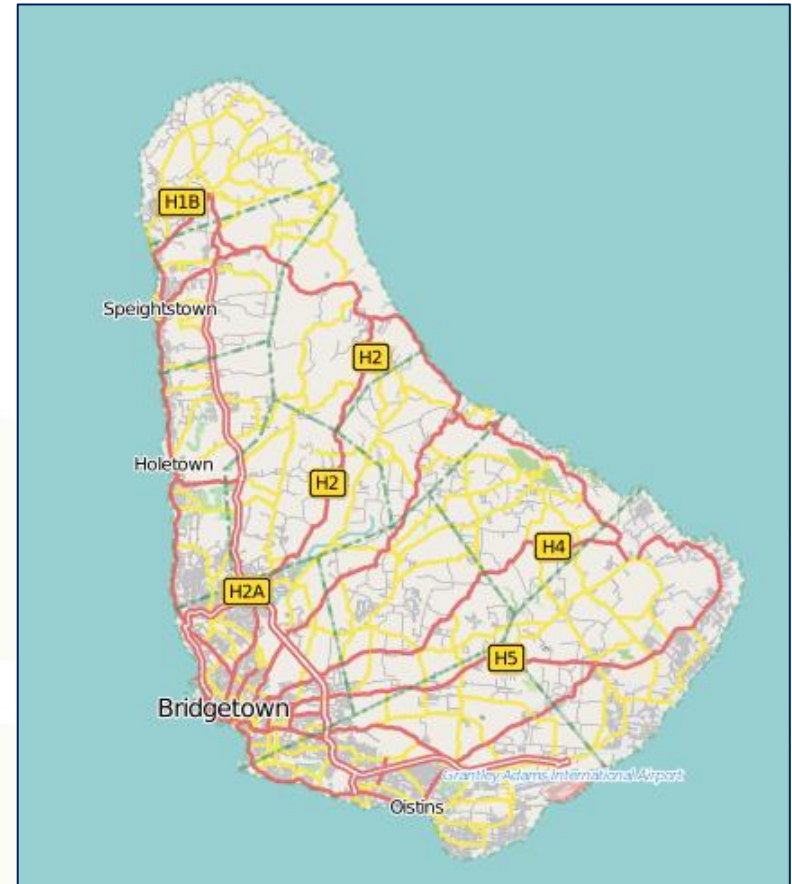 H1B
Speightstown
H2
Holetown
H2
H4
H2A
H5
Bridgetown
Grantley Adams International Airport
Oistins